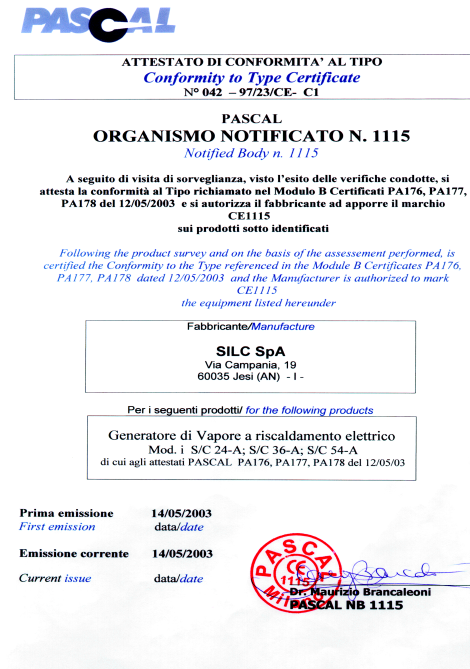 PASCAL
ATTESTATO DI CONFORMITA' AL TIPO
Conformity to Type Certificate
N° 042 – 97/23/CE- C1
PASCAL
ORGANISMO NOTIFICATO N. 1115
Notified Body n. 1115
A seguito di visita di sorveglianza, visto l'esito delle verifiche condotte, si
attesta la conformità al Tipo richiamato nel Modulo B Certificati PA176, PA177,
PA178 del 12/05/2003 e si autorizza il fabbricante ad apporre il marchio
CE1115
sui prodotti sotto identificati
Following the product survey and on the basis of the assessement performed, is
certified the Conformity to the Type referenced in the Module B Certificates PA176,
PA177, PA178 dated 12/05/2003 and the Manufacturer is authorized to mark
CE1115
the equipment listed hereunder
Fabbricante/Manufacture
SILC SpA
Via Campania, 19
60035 Jesi (AN) - I -
Per i seguenti prodotti/ for the following products
Generatore di Vapore a riscaldamento elettrico
Mod. i S/C 24-A; S/C 36-A; S/C 54-A
di cui agli attestati PASCAL PA176, PA177, PA178 del 12/05/03
Prima emissione 14/05/2003
First emission data/date
Emissione corrente 14/05/2003
Current issue data/date
PASCAL
CE
1115
Milano
Dr. Maurizio Brancaleoni
PASCAL NB 1115